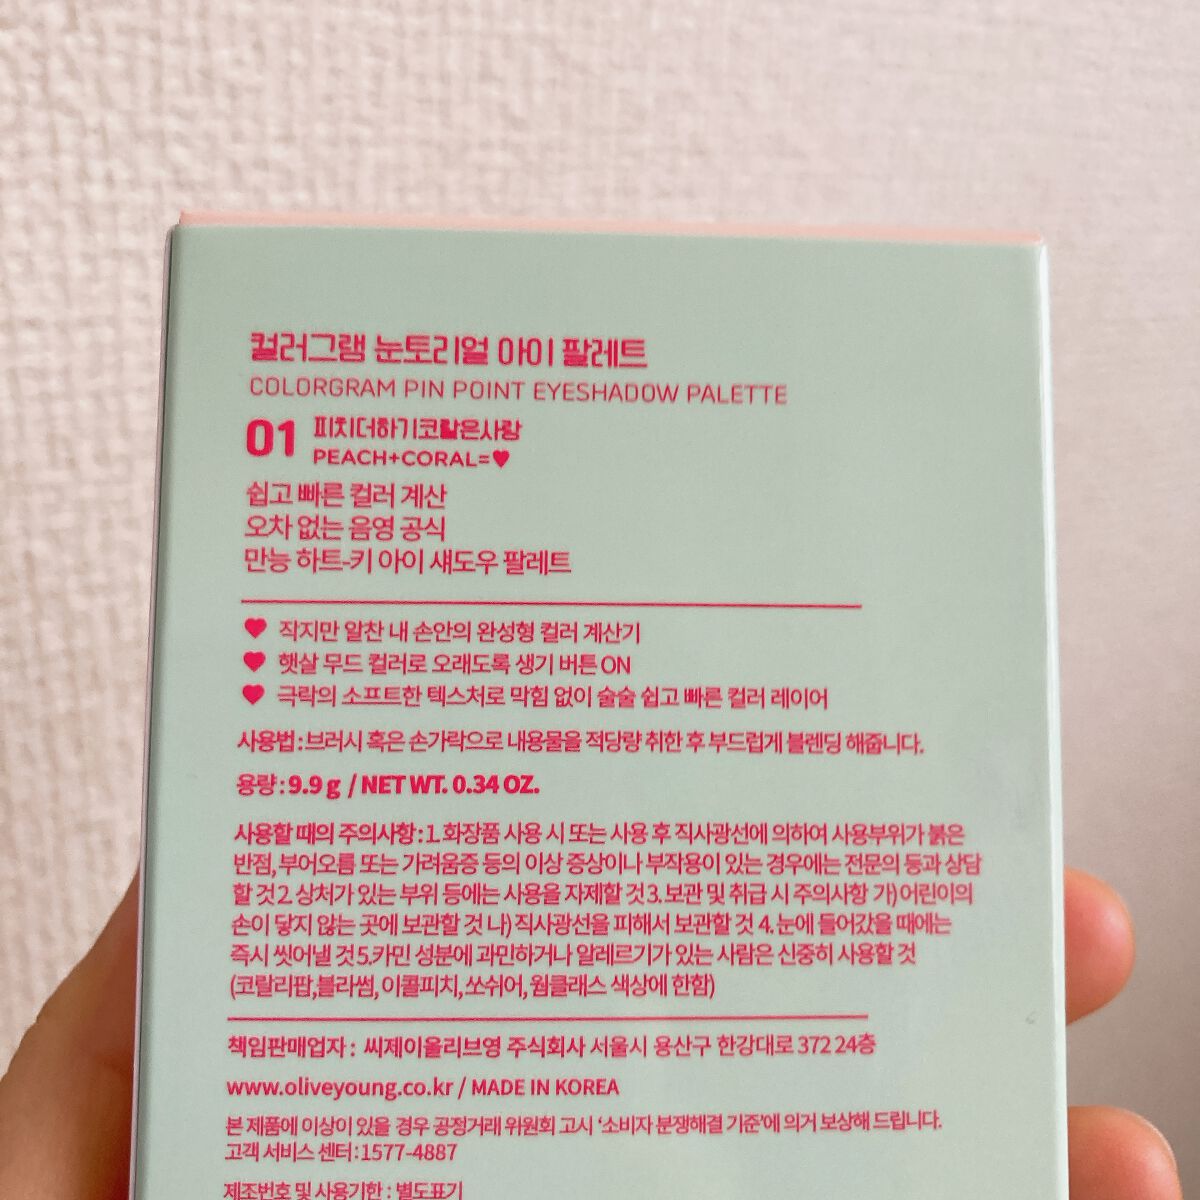 컬러그램 눈토리얼 아이 팔레트
COLORGRAM PIN POINT EYESHADOW PALETTE
01 피치더하기코랄은사랑
PEACH+CORAL=♥
쉽고 빠른 컬러 계산
오차 없는 음영 공식
만능 하트-키 아이 섀도우 팔레트
♥ 작지만 알찬 내 손안의 완성형 컬러 계산기
♥ 햇살 무드 컬러로 오래도록 생기 버튼 ON
♥ 극락의 소프트한 텍스처로 막힘 없이 술술 쉽고 빠른 컬러 레이어
사용법 : 브러시 혹은 손가락으로 내용물을 적당량 취한 후 부드럽게 블렌딩 해줍니다.
용량 : 9.9 g / NET WT. 0.34 OZ.
사용할 때의 주의사항 : 1. 화장품 사용 시 또는 사용 후 직사광선에 의하여 사용부위가 붉은
반점, 부어오름 또는 가려움증 등의 이상 증상이나 부작용이 있는 경우에는 전문의 등과 상담
할 것 2. 상처가 있는 부위 등에는 사용을 자제할 것 3. 보관 및 취급 시 주의사항 가) 어린이의
손이 닿지 않는 곳에 보관할 것 나) 직사광선을 피해서 보관할 것 4. 눈에 들어갔을 때에는
즉시 씻어낼 것 5.카민 성분에 과민하거나 알레르기가 있는 사람은 신중히 사용할 것
(코랄리팝,블라썸, 이콜피치, 쏘쉬어, 웜클래스 색상에 한함)
책임판매업자 : 씨제이올리브영 주식회사 서울시 용산구 한강대로 372 24층
www.oliveyoung.co.kr / MADE IN KOREA
본 제품에 이상이 있을 경우 공정거래 위원회 고시 '소비자 분쟁해결 기준'에 의거 보상해 드립니다.
고객 서비스 센터 : 1577-4887
제조번호 및 사용기한 : 별도표기